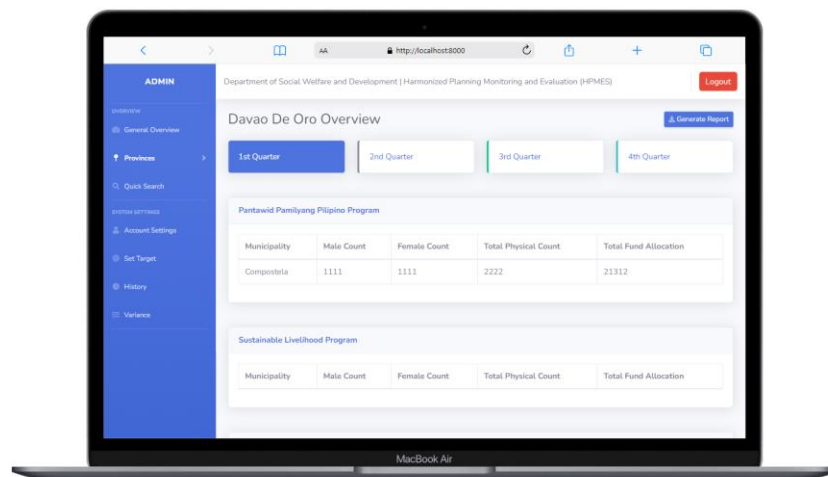 AA
http://localhost:8000
ADMIN
Department of Social Welfare and Development | Harmonized Planning Monitoring and Evaluation (HPMES)
Logout
OVERVIEW
General Overview
Provinces
Quick Search
SYSTEM SETTINGS
Account Settings
Set Target
History
Variance
Davao De Oro Overview
Generate Report
1st Quarter
2nd Quarter
3rd Quarter
4th Quarter
Pantawid Pamilyang Pilipino Program
Municipality Male Count Female Count Total Physical Count Total Fund Allocation
Compostela 1111 1111 2222 21312
Sustainable Livelihood Program
Municipality Male Count Female Count Total Physical Count Total Fund Allocation
MacBook Air